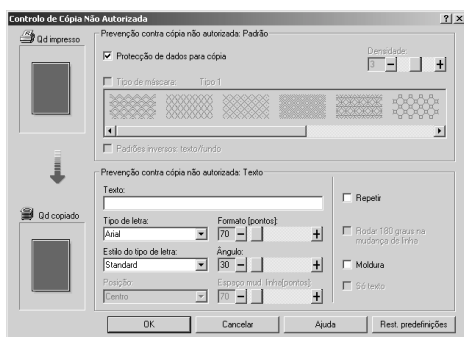 Controlo de Cópia Não Autorizada
Qd impresso
Prevenção contra cópia não autorizada: Padrão
Protecção de dados para cópia
Densidade:
3
Tipo de máscara: Tipo 1
Padrões inversos: texto/fundo
Qd copiado
Prevenção contra cópia não autorizada: Texto
Texto:
Repetir
Tipo de letra: Formato [pontos]:
Arial 70
Rodar 180 graus na
mudança de linha
Estilo do tipo de letra: Ângulo:
Standard 30
Moldura
Posição: Espaço mud. linha[pontos]:
Centro 70
Só texto
OK Cancelar Ajuda Rest. predefinições